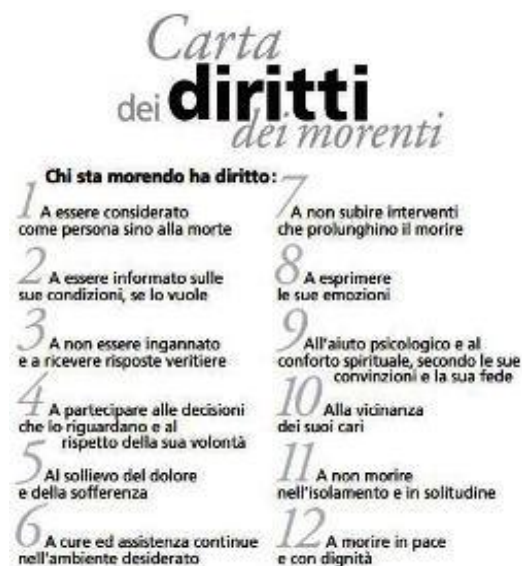 Carta
dei diritti
dei morenti
Chi sta morendo ha diritto:
1 A essere considerato
come persona sino alla morte
2 A essere informato sulle
sue condizioni, se lo vuole
3 A non essere ingannato
e a ricevere risposte veritiere
4 A partecipare alle decisioni
che lo riguardano e al
rispetto della sua volontà
5 Al sollievo del dolore
e della sofferenza
6 A cure ed assistenza continue
nell'ambiente desiderato
7 A non subire interventi
che prolunghino il morire
8 A esprimere
le sue emozioni
9 All'aiuto psicologico e al
conforto spirituale, secondo le sue
convinzioni e la sua fede
10 Alla vicinanza
dei suoi cari
11 A non morire
nell'isolamento e in solitudine
12 A morire in pace
e con dignità